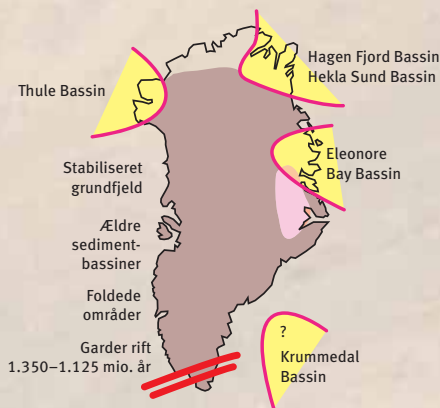 Hagen Fjord Bassin
Hekla Sund Bassin
Thule Bassin
Eleonore
Bay Bassin
Stabiliseret
grundfjeld
Ældre
sediment-
bassiner
Foldede
områder
Garder rift
1.350–1.125 mio. år
?
Krummedal
Bassin